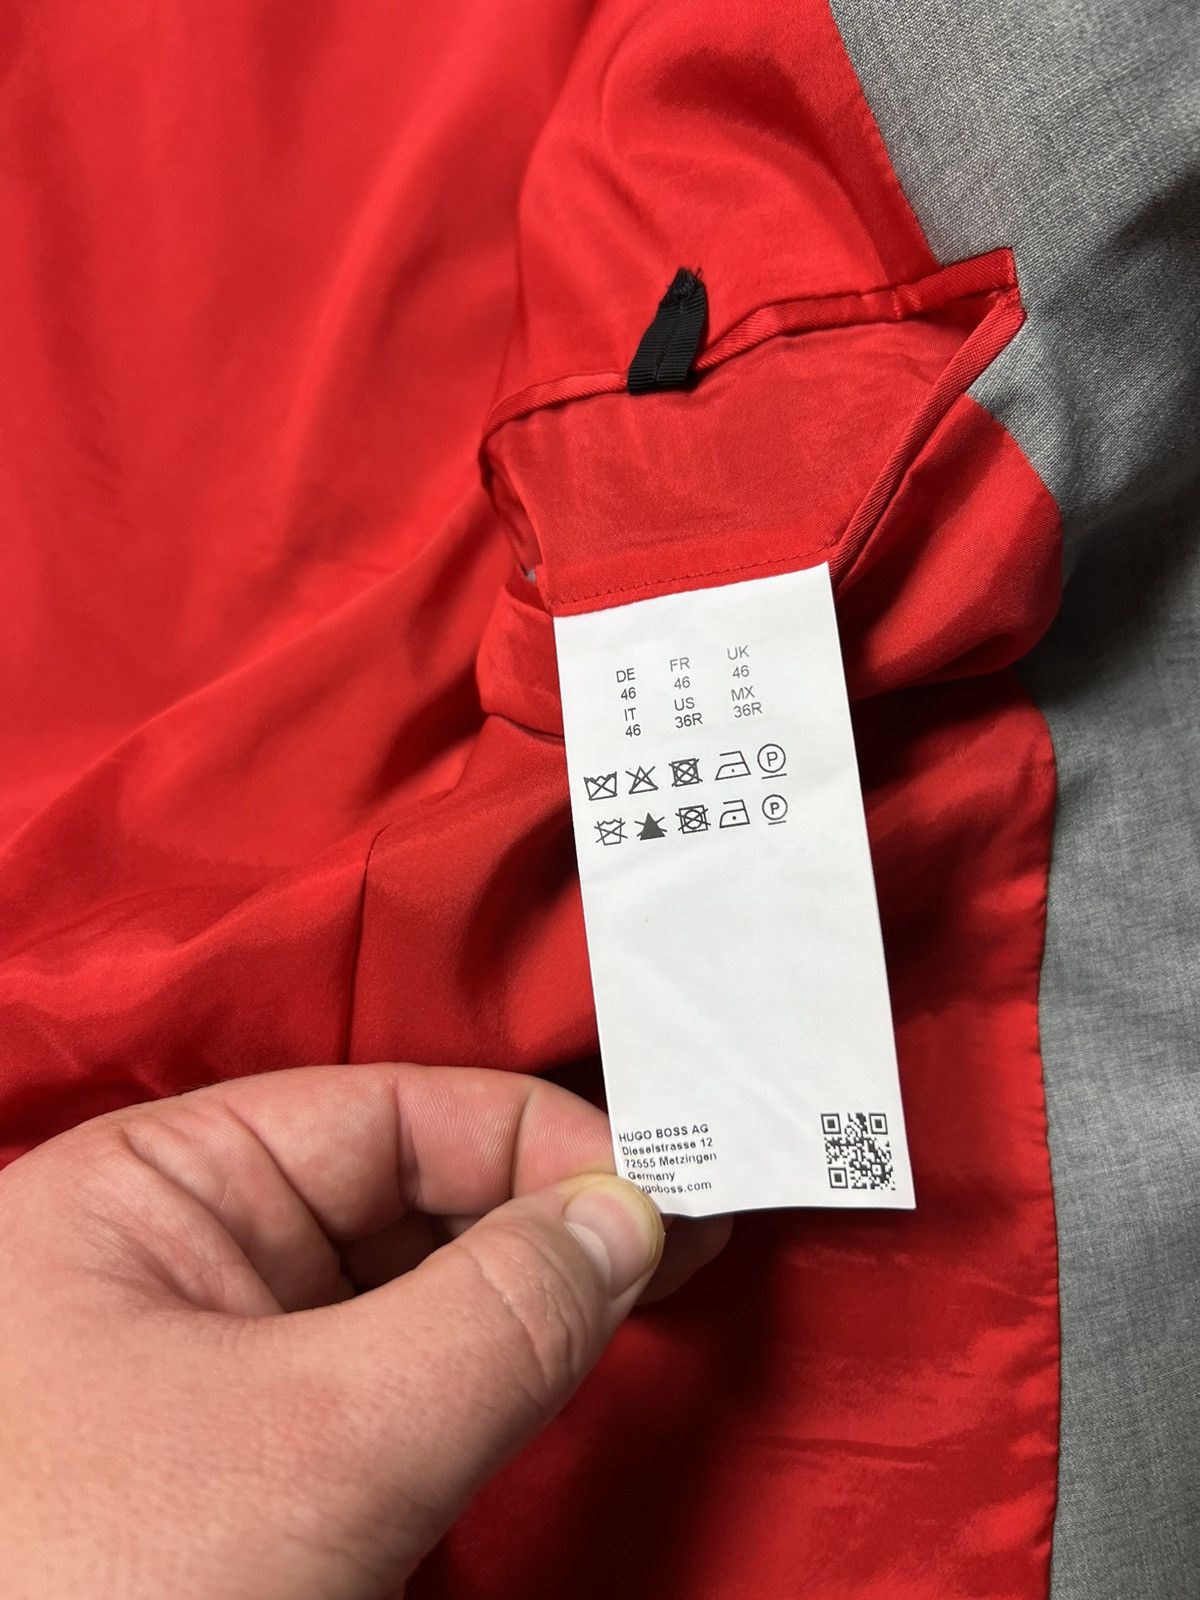 DE FR UK
46 46 46
IT US MX
46 36R 36R
P
P
HUGO BOSS AG
Dieselstrasse 12
72555 Metzingen
Germany
goboss.com